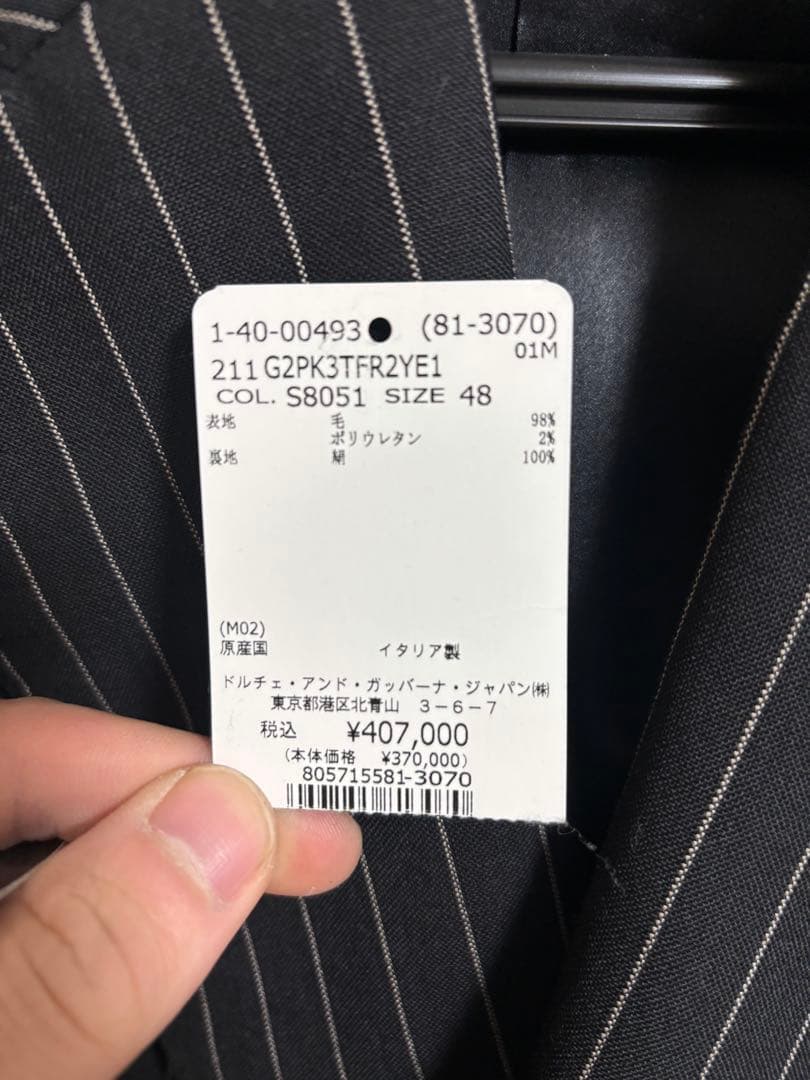 1-40-00493● (81-3070)
01M
211 G2PK3TFR2YE1
COL. S8051 SIZE 48
表地 毛 98%
ポリウレタン 2%
裏地 絹 100%
(M02)
原産国 イタリア製
ドルチェ・アンド・ガッバーナ・ジャパン㈱
東京都港区北青山 3-6-7
税込 ¥407,000
(本体価格 ¥370,000)
805715581-3070